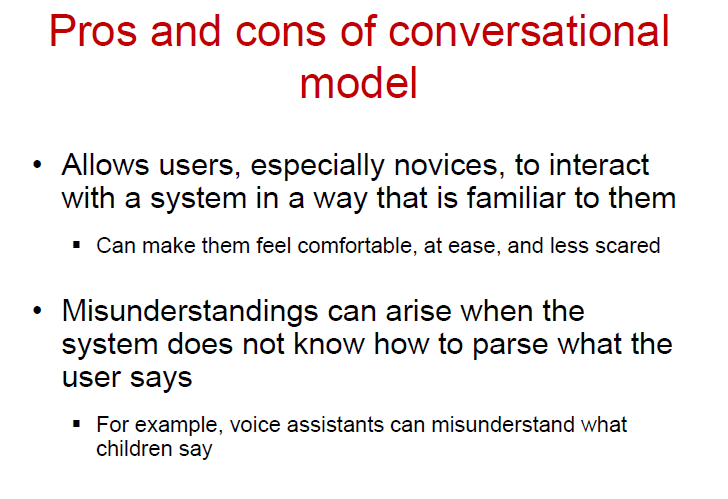 Pros and cons of conversational
model
• Allows users, especially novices, to interact
with a system in a way that is familiar to them
▪ Can make them feel comfortable, at ease, and less scared
• Misunderstandings can arise when the
system does not know how to parse what the
user says
▪ For example, voice assistants can misunderstand what
children say